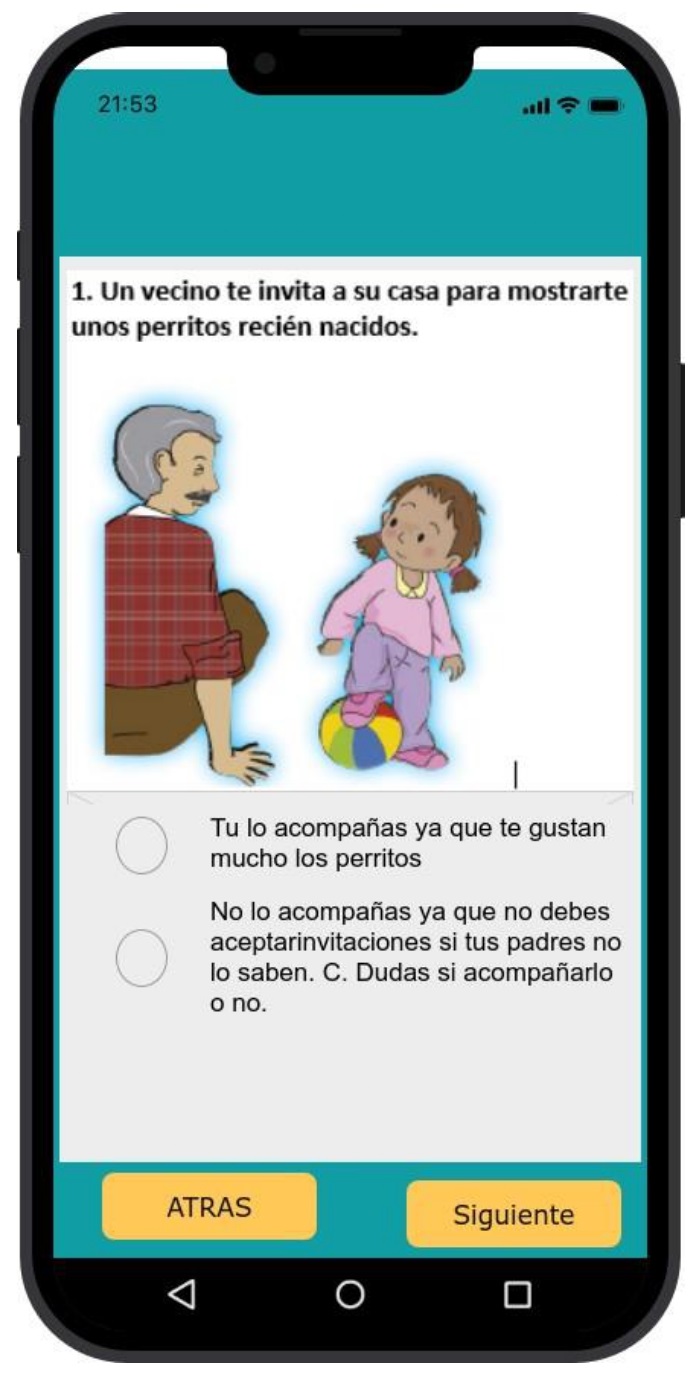 21:53
1. Un vecino te invita a su casa para mostrarte
unos perritos recién nacidos.
Tu lo acompañas ya que te gustan
mucho los perritos
No lo acompañas ya que no debes
aceptarinvitaciones si tus padres no
lo saben. C. Dudas si acompañarlo
o no.
ATRAS
Siguiente